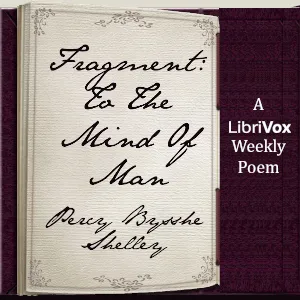 Fragment:
To The
Mind Of
Man
Percy Bysshe
Shelley
A
LibriVox
Weekly
Poem